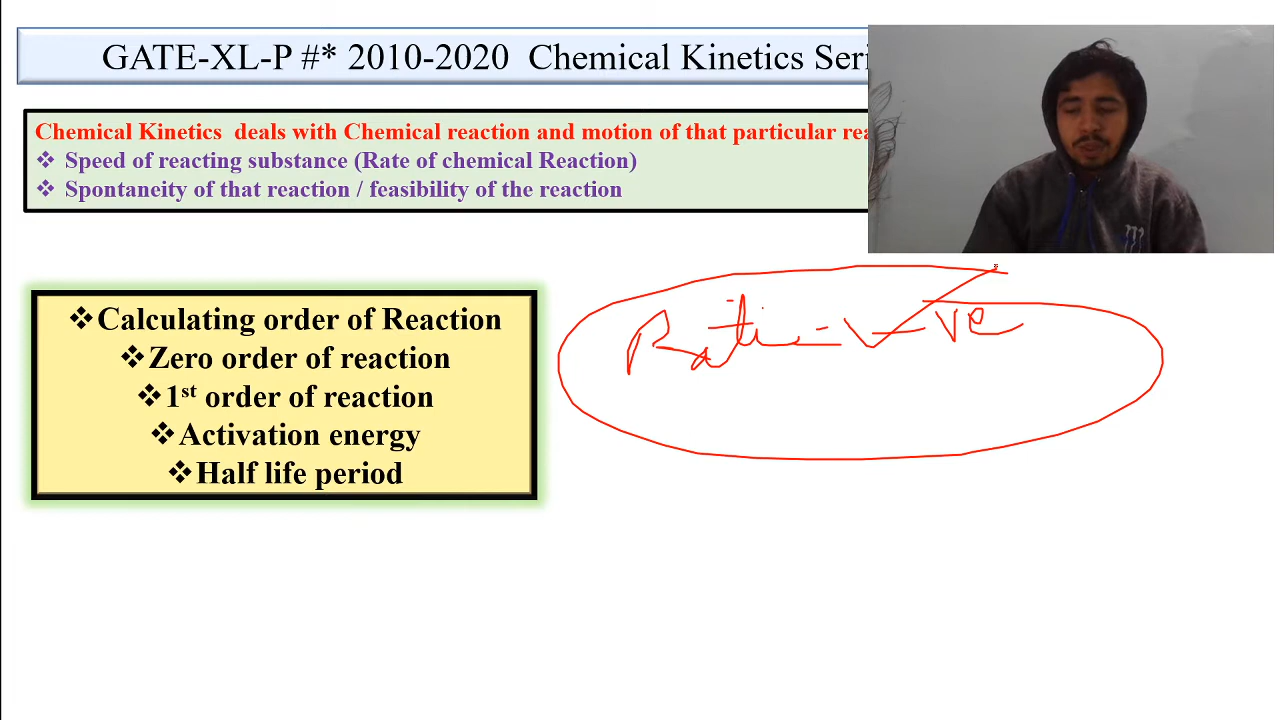 GATE-XL-P #* 2010-2020 Chemical Kinetics Seri
Chemical Kinetics deals with Chemical reaction and motion of that particular rea
❖ Speed of reacting substance (Rate of chemical Reaction)
❖ Spontaneity of that reaction / feasibility of the reaction
❖Calculating order of Reaction
❖Zero order of reaction
❖1st order of reaction
❖Activation energy
❖Half life period
-ve